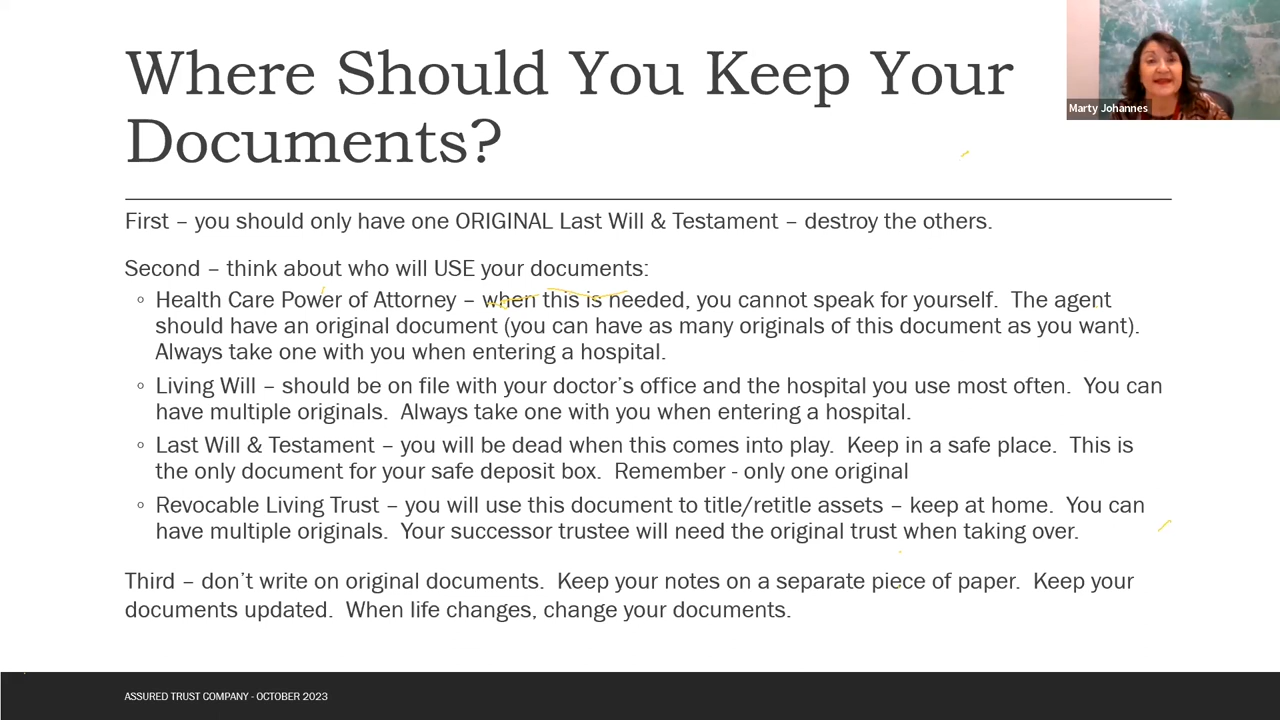 Where Should You Keep Your
Documents?
Marty Johannes
First – you should only have one ORIGINAL Last Will & Testament – destroy the others.
Second – think about who will USE your documents:
◦ Health Care Power of Attorney – when this is needed, you cannot speak for yourself.  The agent
should have an original document (you can have as many originals of this document as you want).
Always take one with you when entering a hospital.
◦ Living Will – should be on file with your doctor’s office and the hospital you use most often.  You can
have multiple originals.  Always take one with you when entering a hospital.
◦ Last Will & Testament – you will be dead when this comes into play.  Keep in a safe place.  This is
the only document for your safe deposit box.  Remember - only one original
◦ Revocable Living Trust – you will use this document to title/retitle assets – keep at home.  You can
have multiple originals.  Your successor trustee will need the original trust when taking over.
Third – don’t write on original documents.  Keep your notes on a separate piece of paper.  Keep your
documents updated.  When life changes, change your documents.
ASSURED TRUST COMPANY - OCTOBER 2023